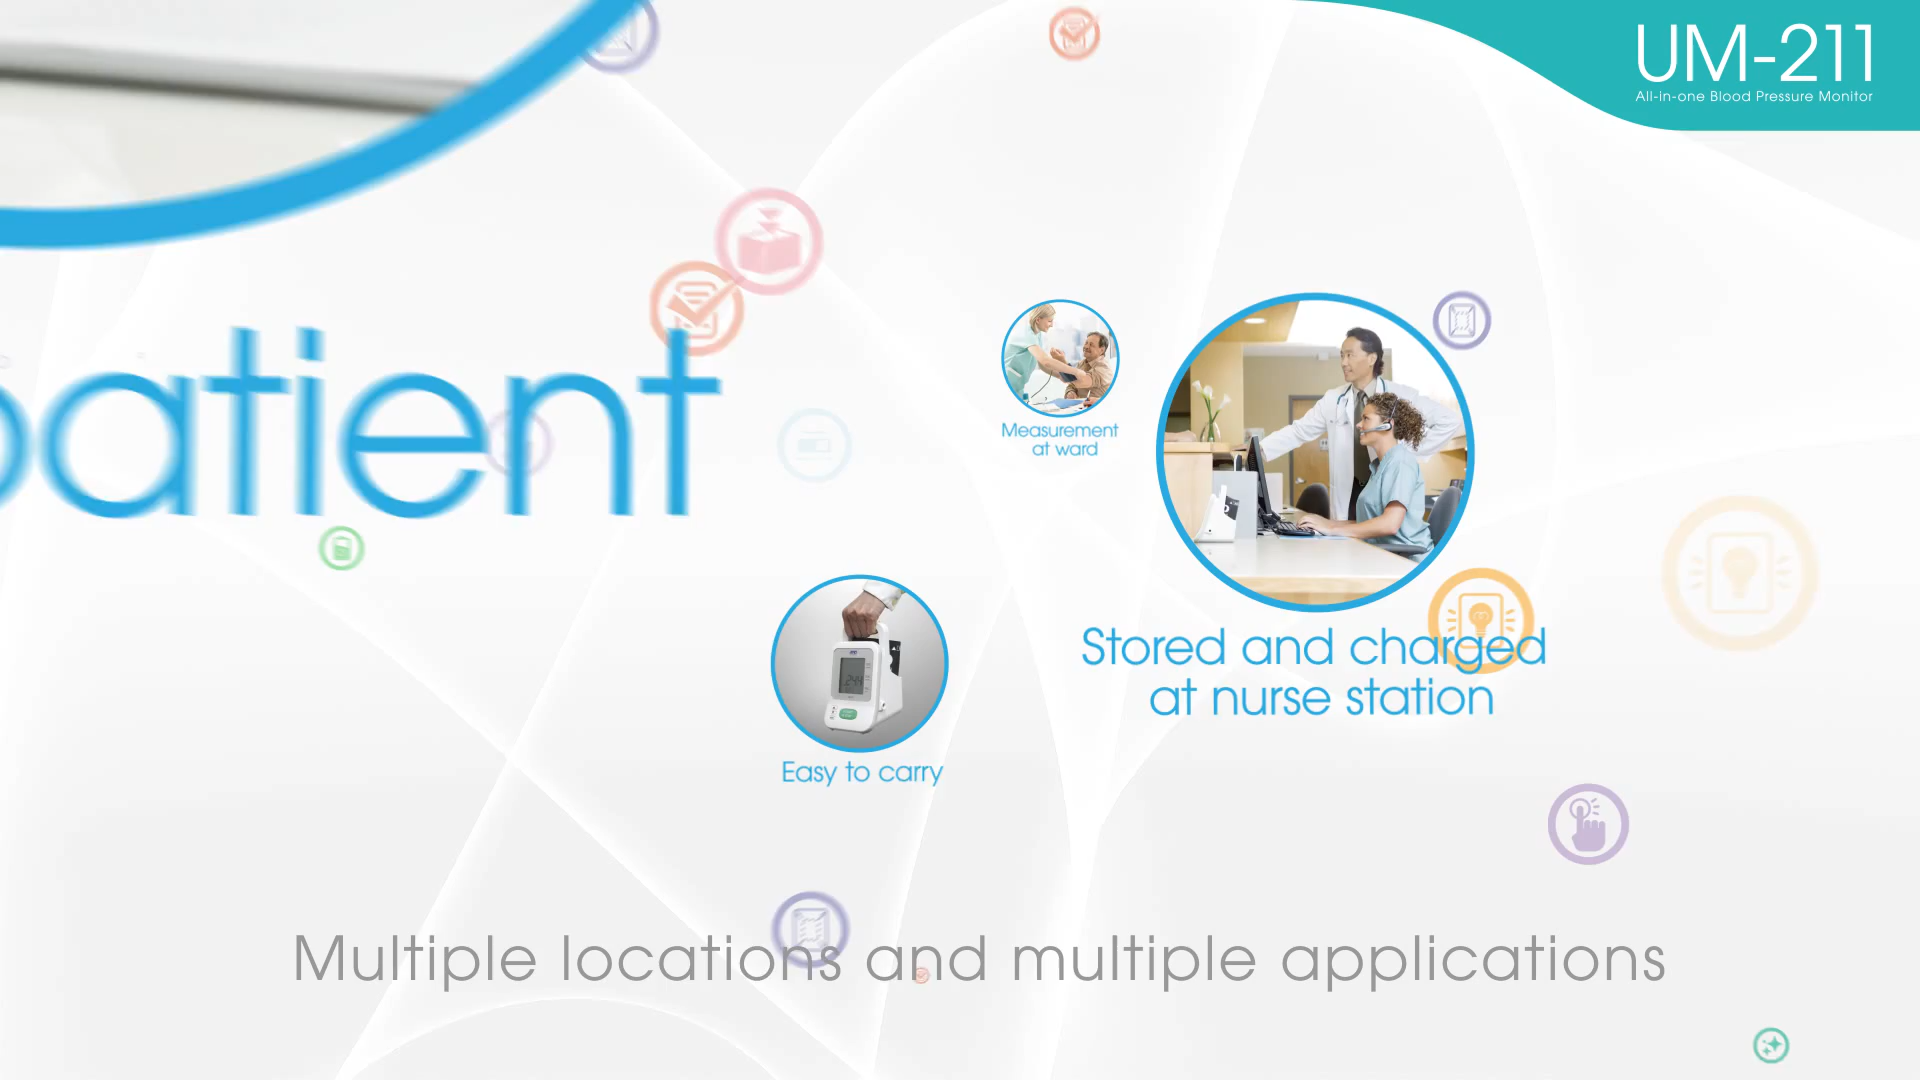 UM-211
All-in-one Blood Pressure Monitor
patient
Measurement
at ward
Stored and charged
at nurse station
Easy to carry
Multiple locations and multiple applications